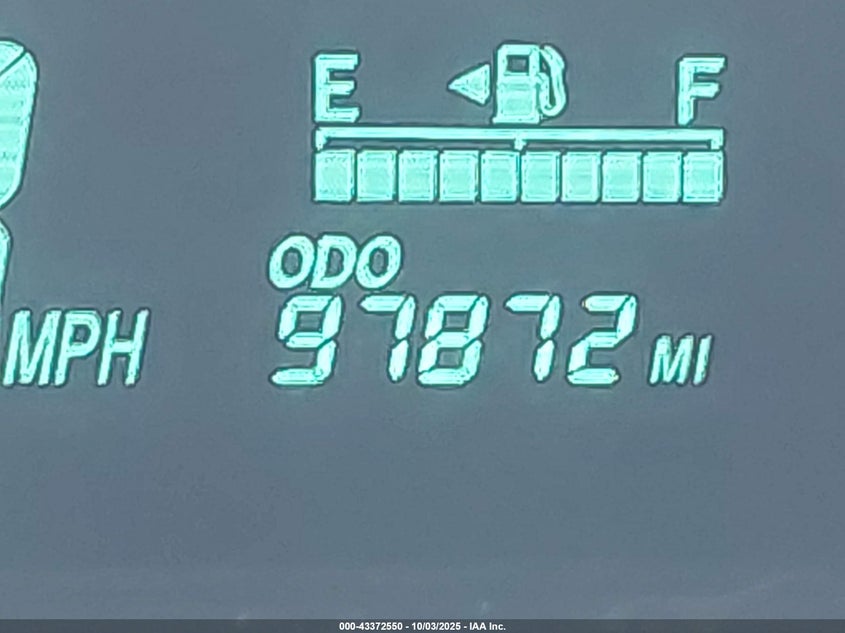 E F
ODO
97872 MI
MPH
000-43372550 - 10/03/2025 - IAA Inc.